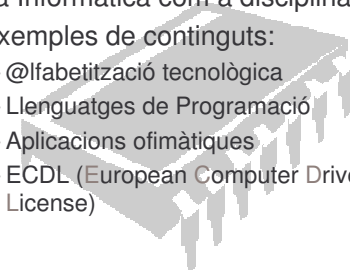 a Informàtica com a disciplina
xemples de continguts:
@lfabetització tecnològica
Llenguatges de Programació
Aplicacions ofimàtiques
ECDL (European Computer Drive
License)